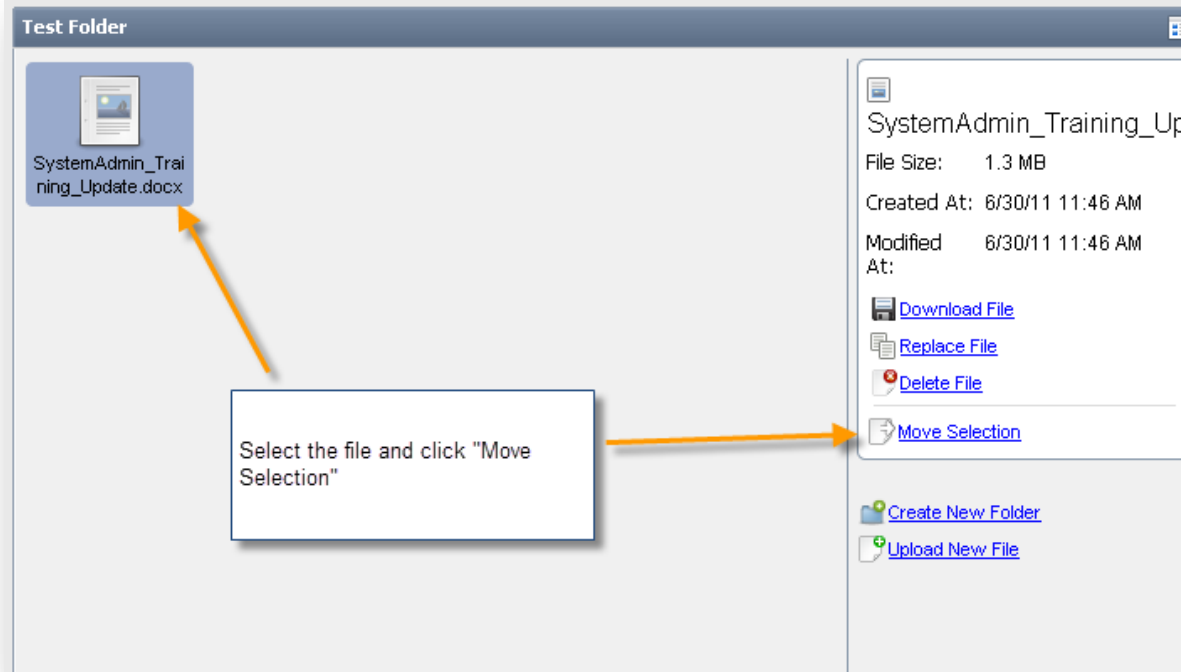 Test Folder
SystemAdmin_Trai
ning_Update.docx
Select the file and click "Move
Selection"
SystemAdmin_Training_Up
File Size: 1.3 MB
Created At: 6/30/11 11:46 AM
Modified 6/30/11 11:46 AM
At:
Download File
Replace File
Delete File
Move Selection
Create New Folder
Upload New File